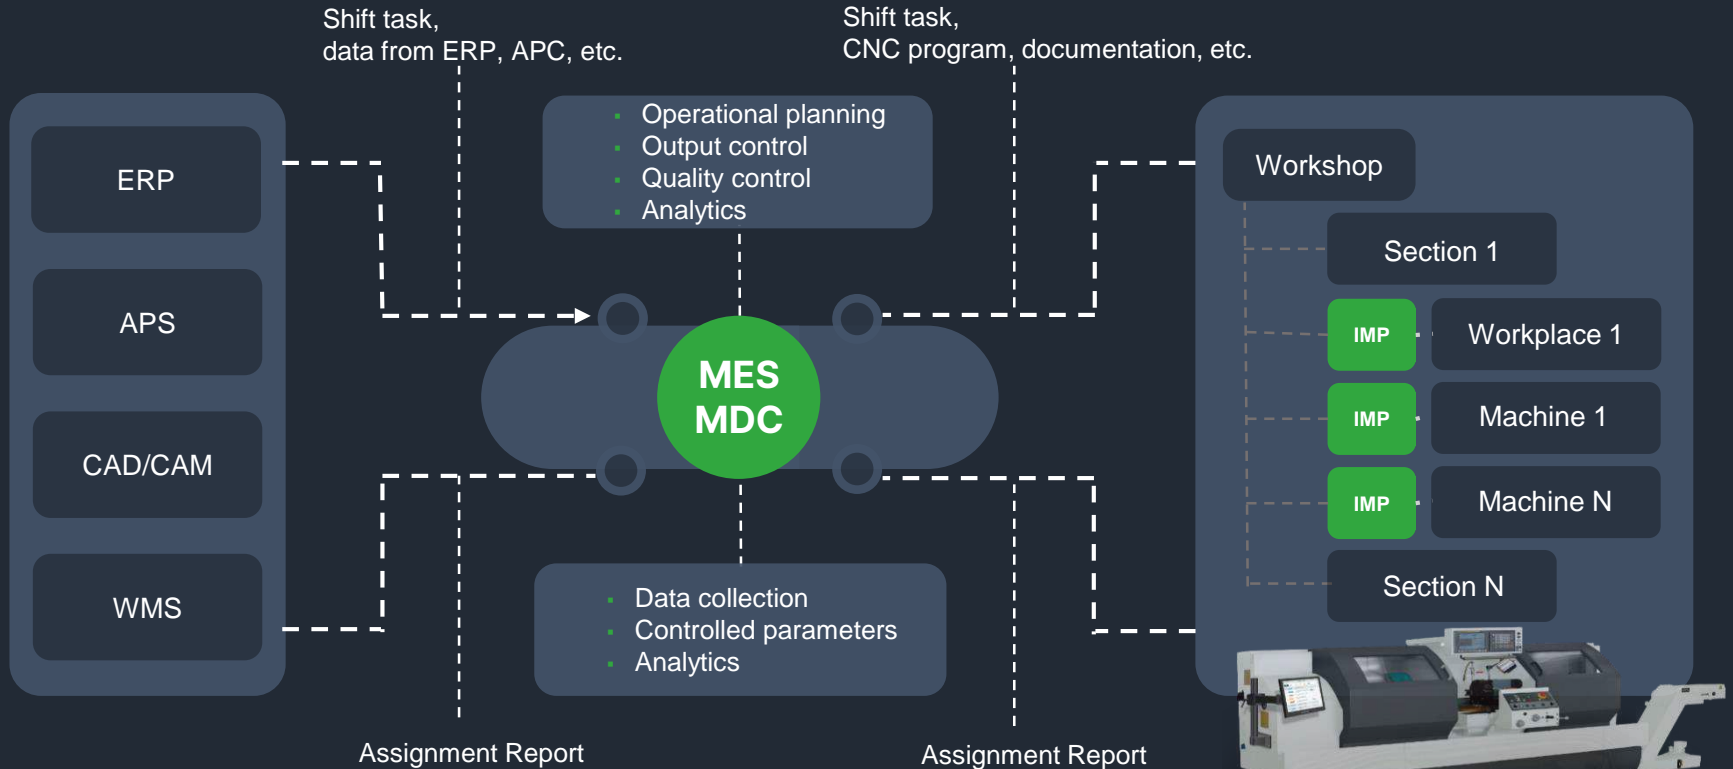 Shift task,
data from ERP, APC, etc.
Shift task,
CNC program, documentation, etc.
ERP
APS
CAD/CAM
WMS
Operational planning
Output control
Quality control
Analytics
MES
MDC
Data collection
Controlled parameters
Analytics
Workshop
Section 1
IMP
Workplace 1
IMP
Machine 1
IMP
Machine N
Section N
Assignment Report
Assignment Report